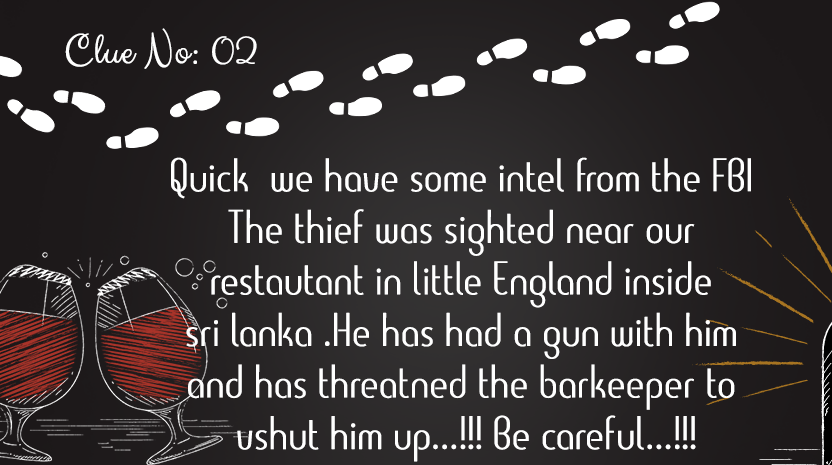 Clue No: 02
Quick we have some intel from the FBI
The thief was sighted near our
restautant in little England inside
sri lanka .He has had a gun with him
and has threatned the barkeeper to
ushut him up...!!! Be careful...!!!